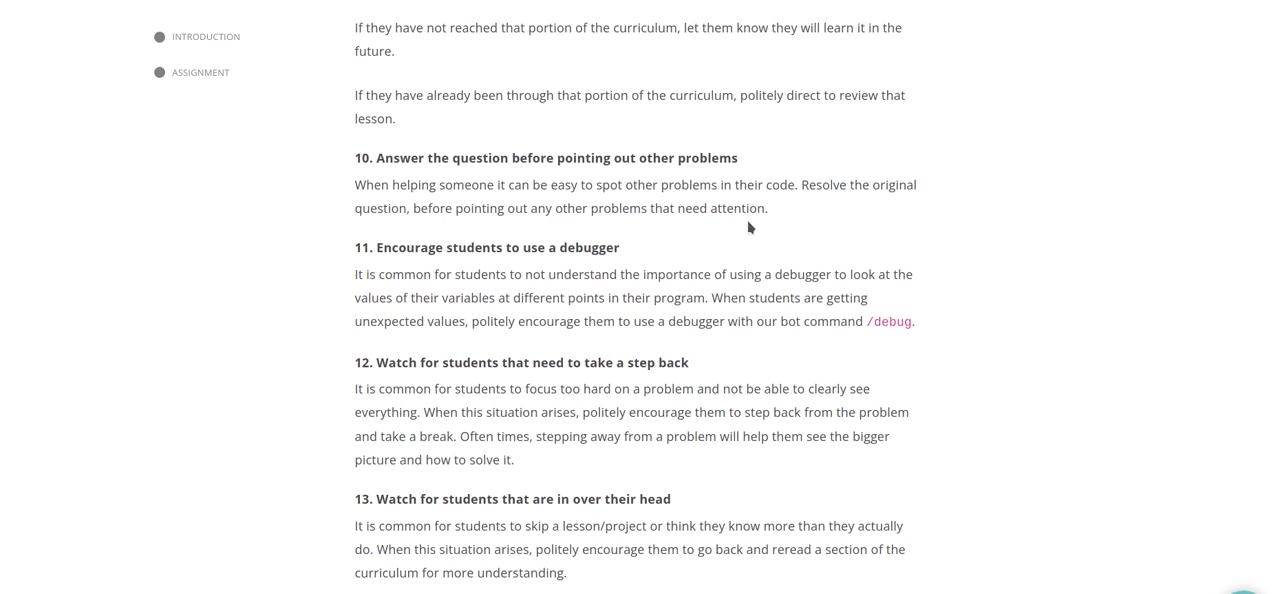 INTRODUCTION
ASSIGNMENT
If they have not reached that portion of the curriculum, let them know they will learn it in the
future.
If they have already been through that portion of the curriculum, politely direct to review that
lesson.
10. Answer the question before pointing out other problems
When helping someone it can be easy to spot other problems in their code. Resolve the original
question, before pointing out any other problems that need attention.
11. Encourage students to use a debugger
It is common for students to not understand the importance of using a debugger to look at the
values of their variables at different points in their program. When students are getting
unexpected values, politely encourage them to use a debugger with our bot command /debug.
12. Watch for students that need to take a step back
It is common for students to focus too hard on a problem and not be able to clearly see
everything. When this situation arises, politely encourage them to step back from the problem
and take a break. Often times, stepping away from a problem will help them see the bigger
picture and how to solve it.
13. Watch for students that are in over their head
It is common for students to skip a lesson/project or think they know more than they actually
do. When this situation arises, politely encourage them to go back and reread a section of the
curriculum for more understanding.